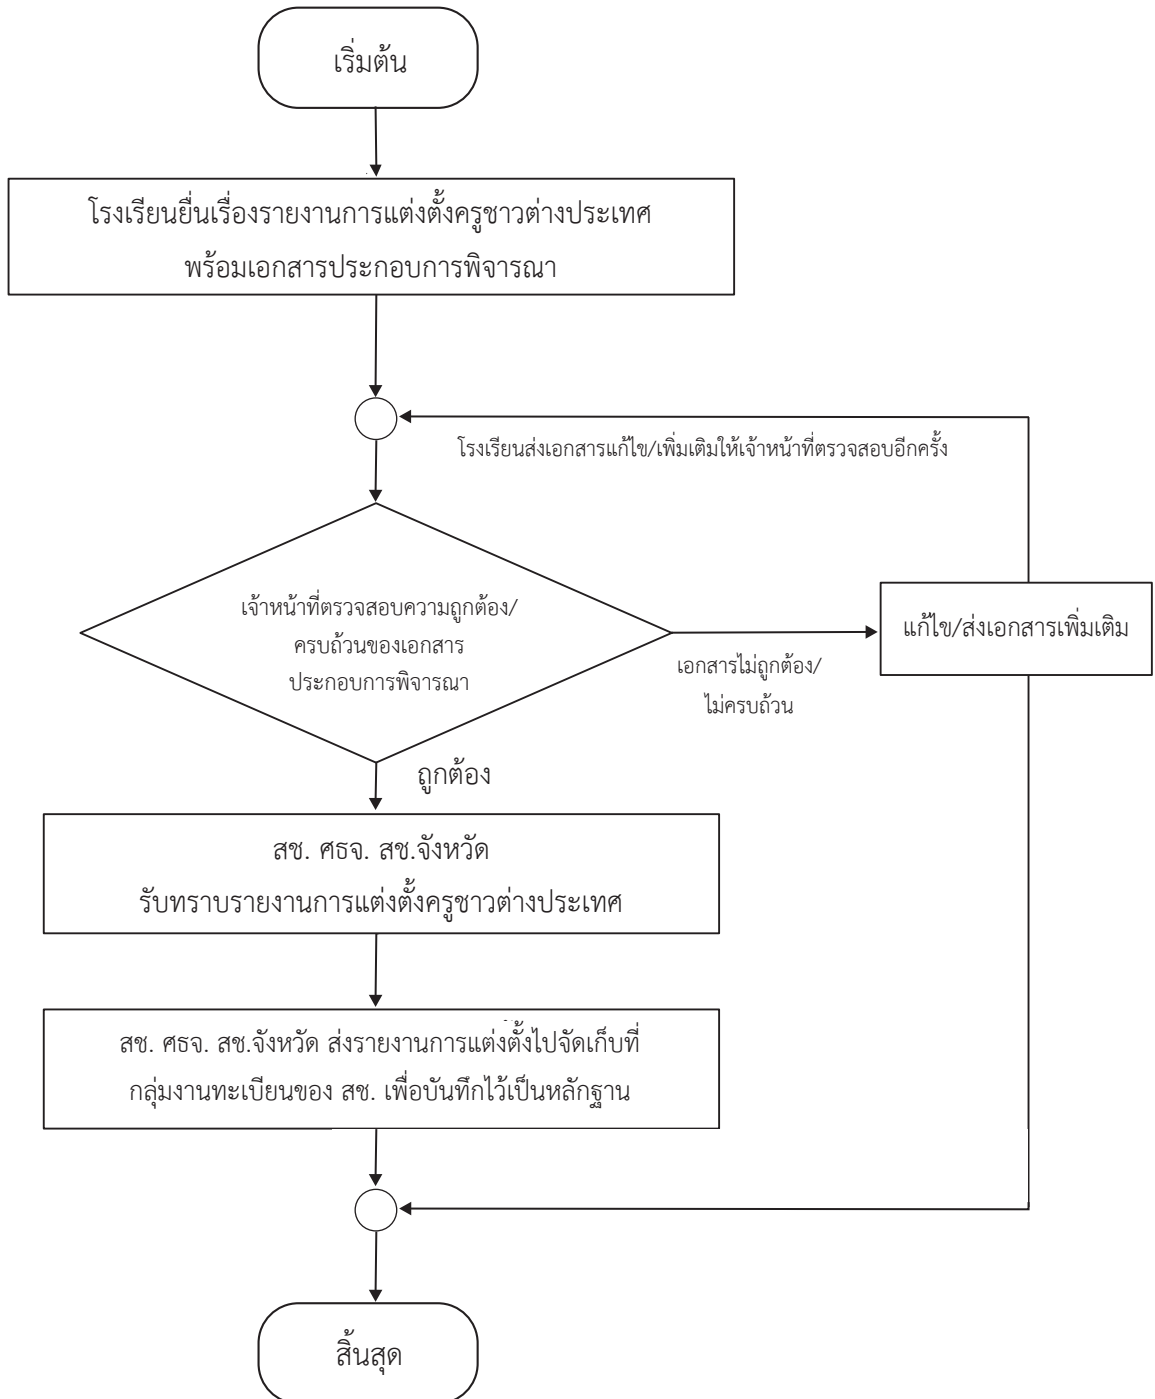 เริ่มต้น
โรงเรียนยื่นเรื่องรายงานการแต่งตั้งครูชาวต่างประเทศ
พร้อมเอกสารประกอบการพิจารณา
โรงเรียนส่งเอกสารแก้ไข/เพิ่มเติมให้เจ้าหน้าที่ตรวจสอบอีกครั้ง
เจ้าหน้าที่ตรวจสอบความถูกต้อง/
ครบถ้วนของเอกสาร
ประกอบการพิจารณา
แก้ไข/ส่งเอกสารเพิ่มเติม
เอกสารไม่ถูกต้อง/
ไม่ครบถ้วน
ถูกต้อง
สช. ศธจ. สช.จังหวัด
รับทราบรายงานการแต่งตั้งครูชาวต่างประเทศ
สช. ศธจ. สช.จังหวัด ส่งรายงานการแต่งตั้งไปจัดเก็บที่
กลุ่มงานทะเบียนของ สช. เพื่อบันทึกไว้เป็นหลักฐาน
สิ้นสุด